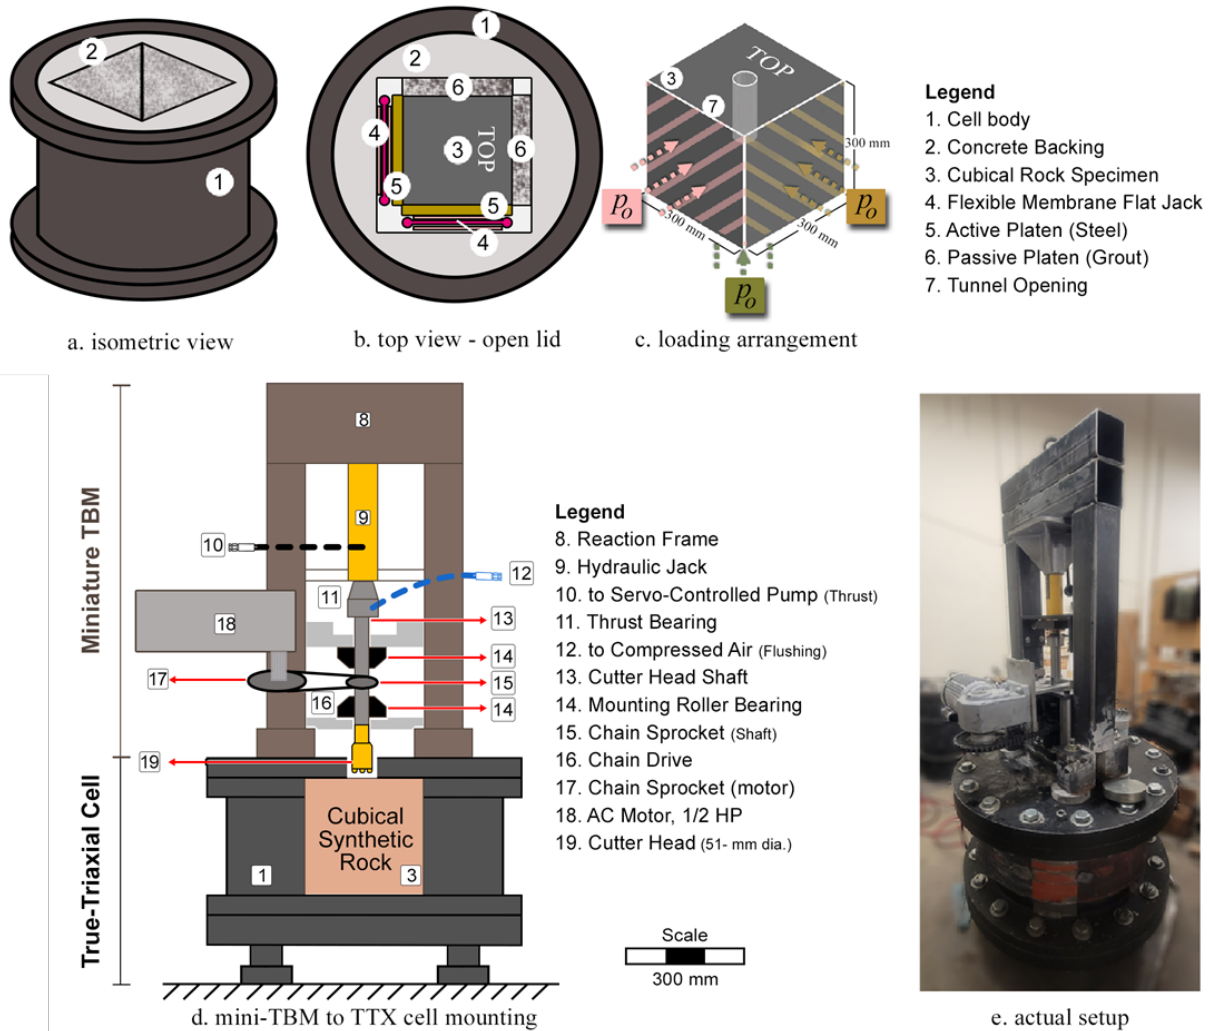 1
2
1
1
2
6
4
3
TOP
6
5
5
4
TOP
3
7
300 mm
300 mm
300 mm
po
po
po
Legend
1. Cell body
2. Concrete Backing
3. Cubical Rock Specimen
4. Flexible Membrane Flat Jack
5. Active Platen (Steel)
6. Passive Platen (Grout)
7. Tunnel Opening
a. isometric view
b. top view - open lid
c. loading arrangement
Miniature TBM
True-Triaxial Cell
8
9
10
11
12
13
18
14
17
15
16
14
19
Cubical
Synthetic
Rock
1
3
Legend
8. Reaction Frame
9. Hydraulic Jack
10. to Servo-Controlled Pump (Thrust)
11. Thrust Bearing
12. to Compressed Air (Flushing)
13. Cutter Head Shaft
14. Mounting Roller Bearing
15. Chain Sprocket (Shaft)
16. Chain Drive
17. Chain Sprocket (motor)
18. AC Motor, 1/2 HP
19. Cutter Head (51- mm dia.)
Scale
300 mm
d. mini-TBM to TTX cell mounting
e. actual setup